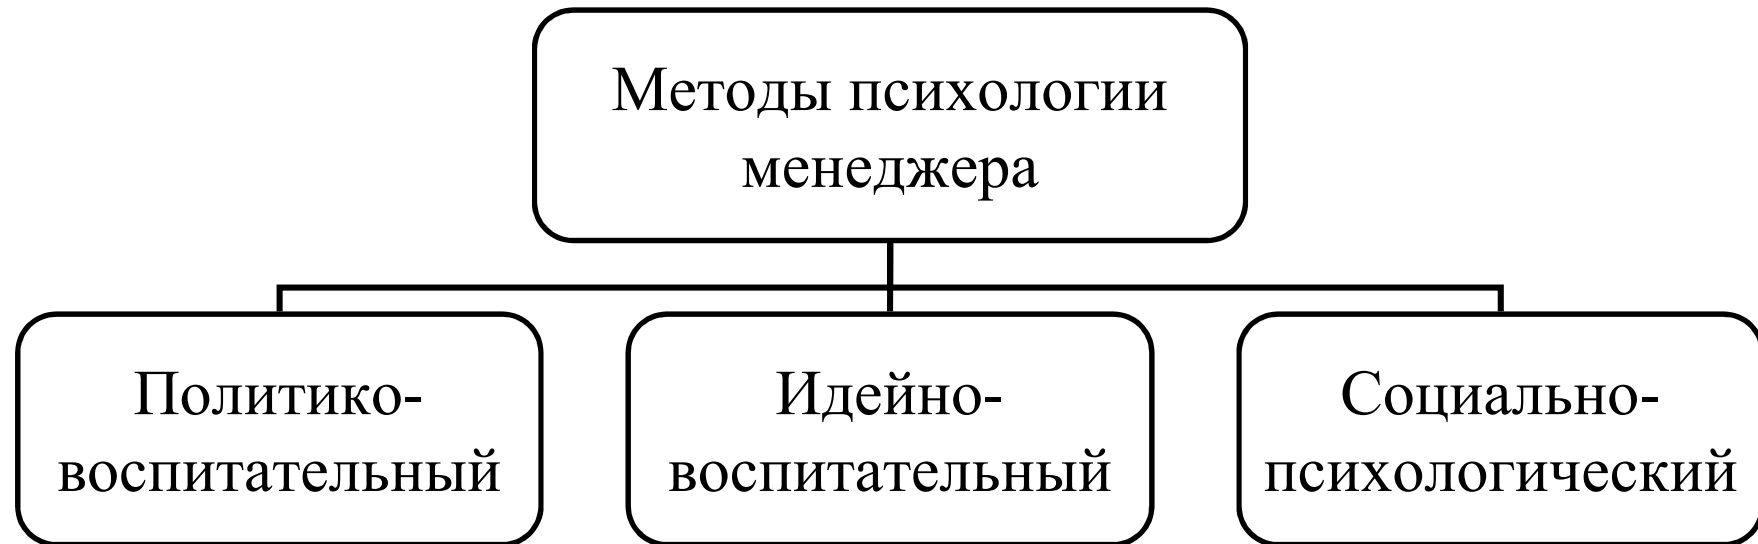 Методы психологии
менеджера
Политико-
воспитательный
Идейно-
воспитательный
Социально-
психологический